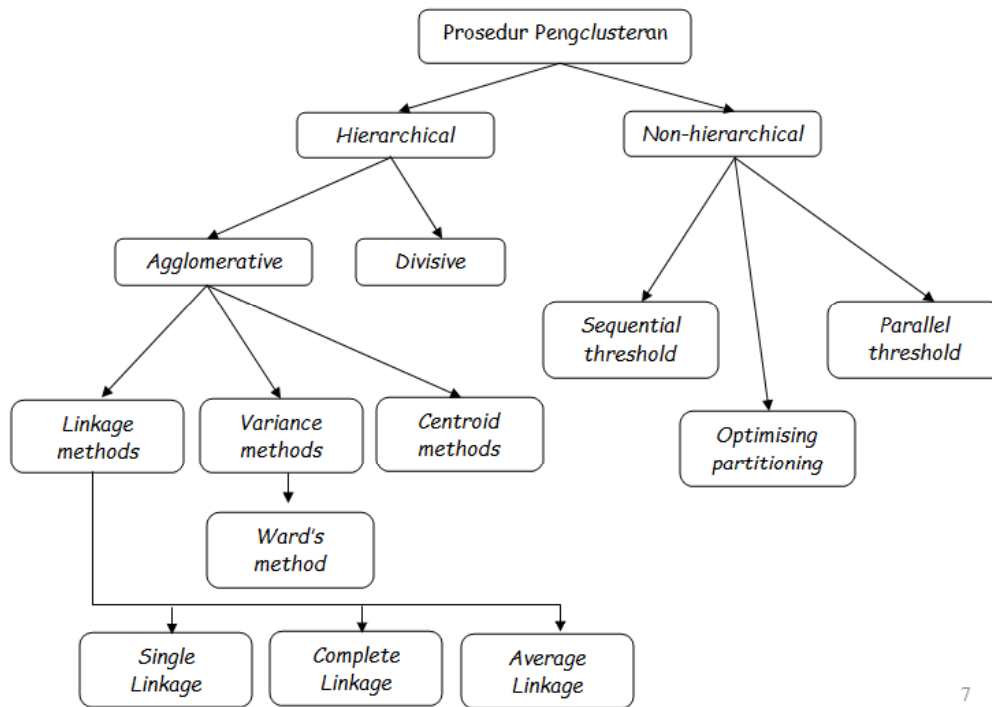 Prosedur Pengclusteran
Hierarchical
Non-hierarchical
Agglomerative
Divisive
Sequential
threshold
Parallel
threshold
Linkage
methods
Variance
methods
Centroid
methods
Optimising
partitioning
Ward's
method
Single
Linkage
Complete
Linkage
Average
Linkage
7